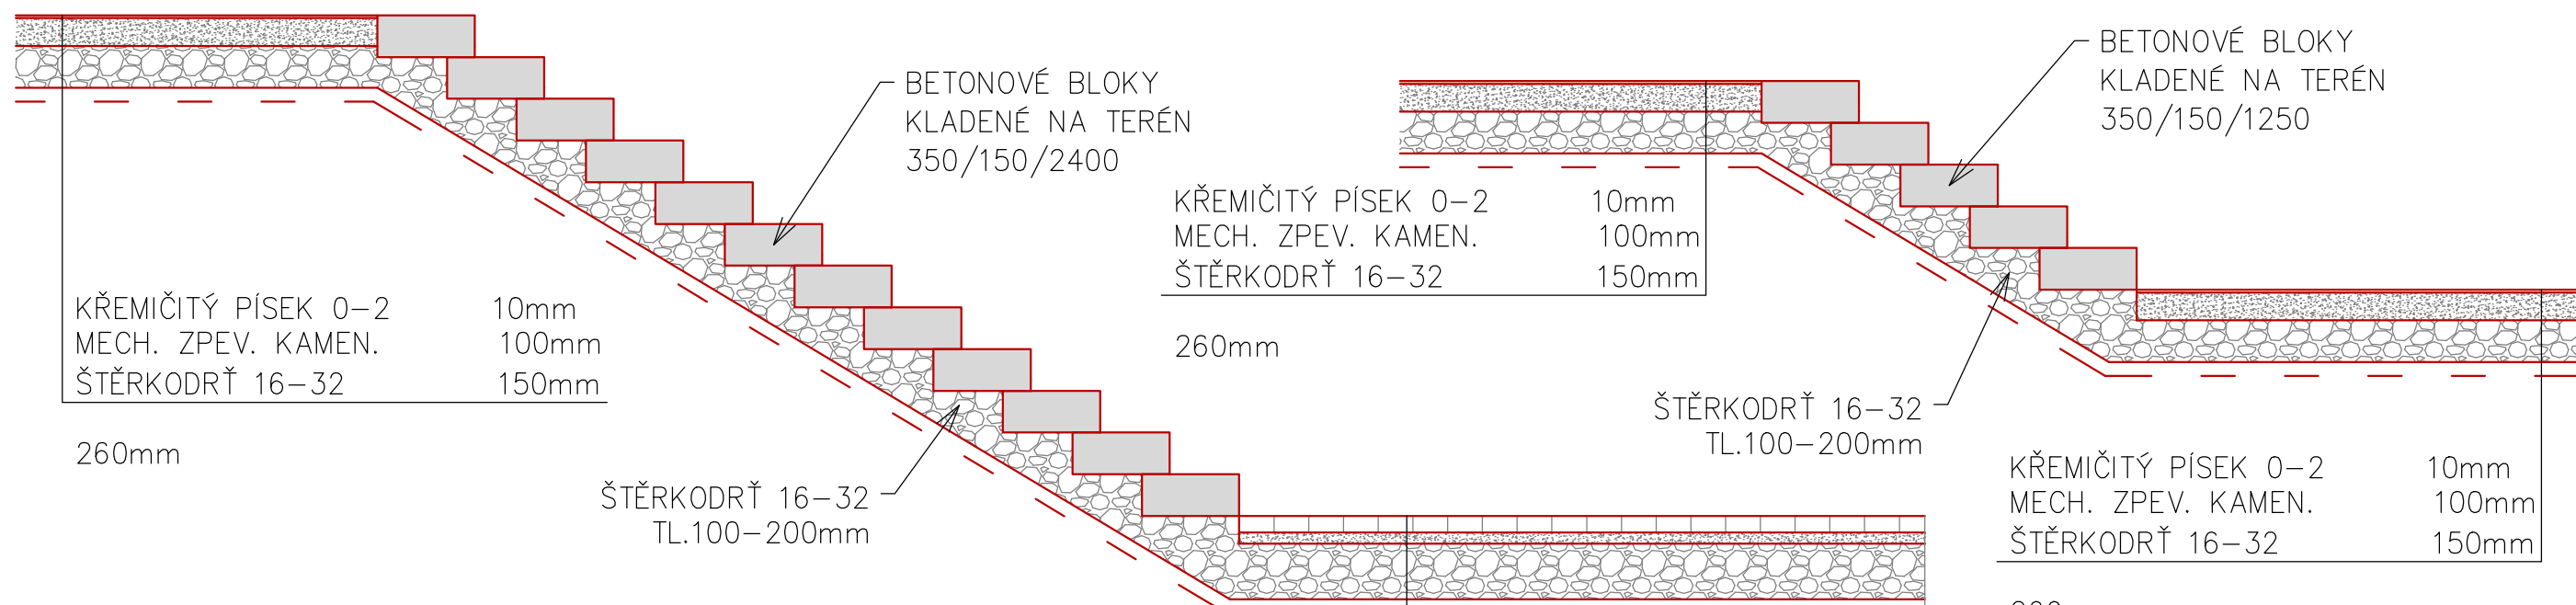 BETONOVÉ BLOKY
KLADENÉ NA TERÉN
350/150/2400
KŘEMIČITÝ PÍSEK 0-2 10mm
MECH. ZPEV. KAMEN. 100mm
ŠTĚRKODRŤ 16-32 150mm
260mm
ŠTĚRKODRŤ 16-32
TL.100-200mm
BETONOVÉ BLOKY
KLADENÉ NA TERÉN
350/150/1250
KŘEMIČITÝ PÍSEK 0-2 10mm
MECH. ZPEV. KAMEN. 100mm
ŠTĚRKODRŤ 16-32 150mm
260mm
ŠTĚRKODRŤ 16-32
TL.100-200mm
KŘEMIČITÝ PÍSEK 0-2 10mm
MECH. ZPEV. KAMEN. 100mm
ŠTĚRKODRŤ 16-32 150mm